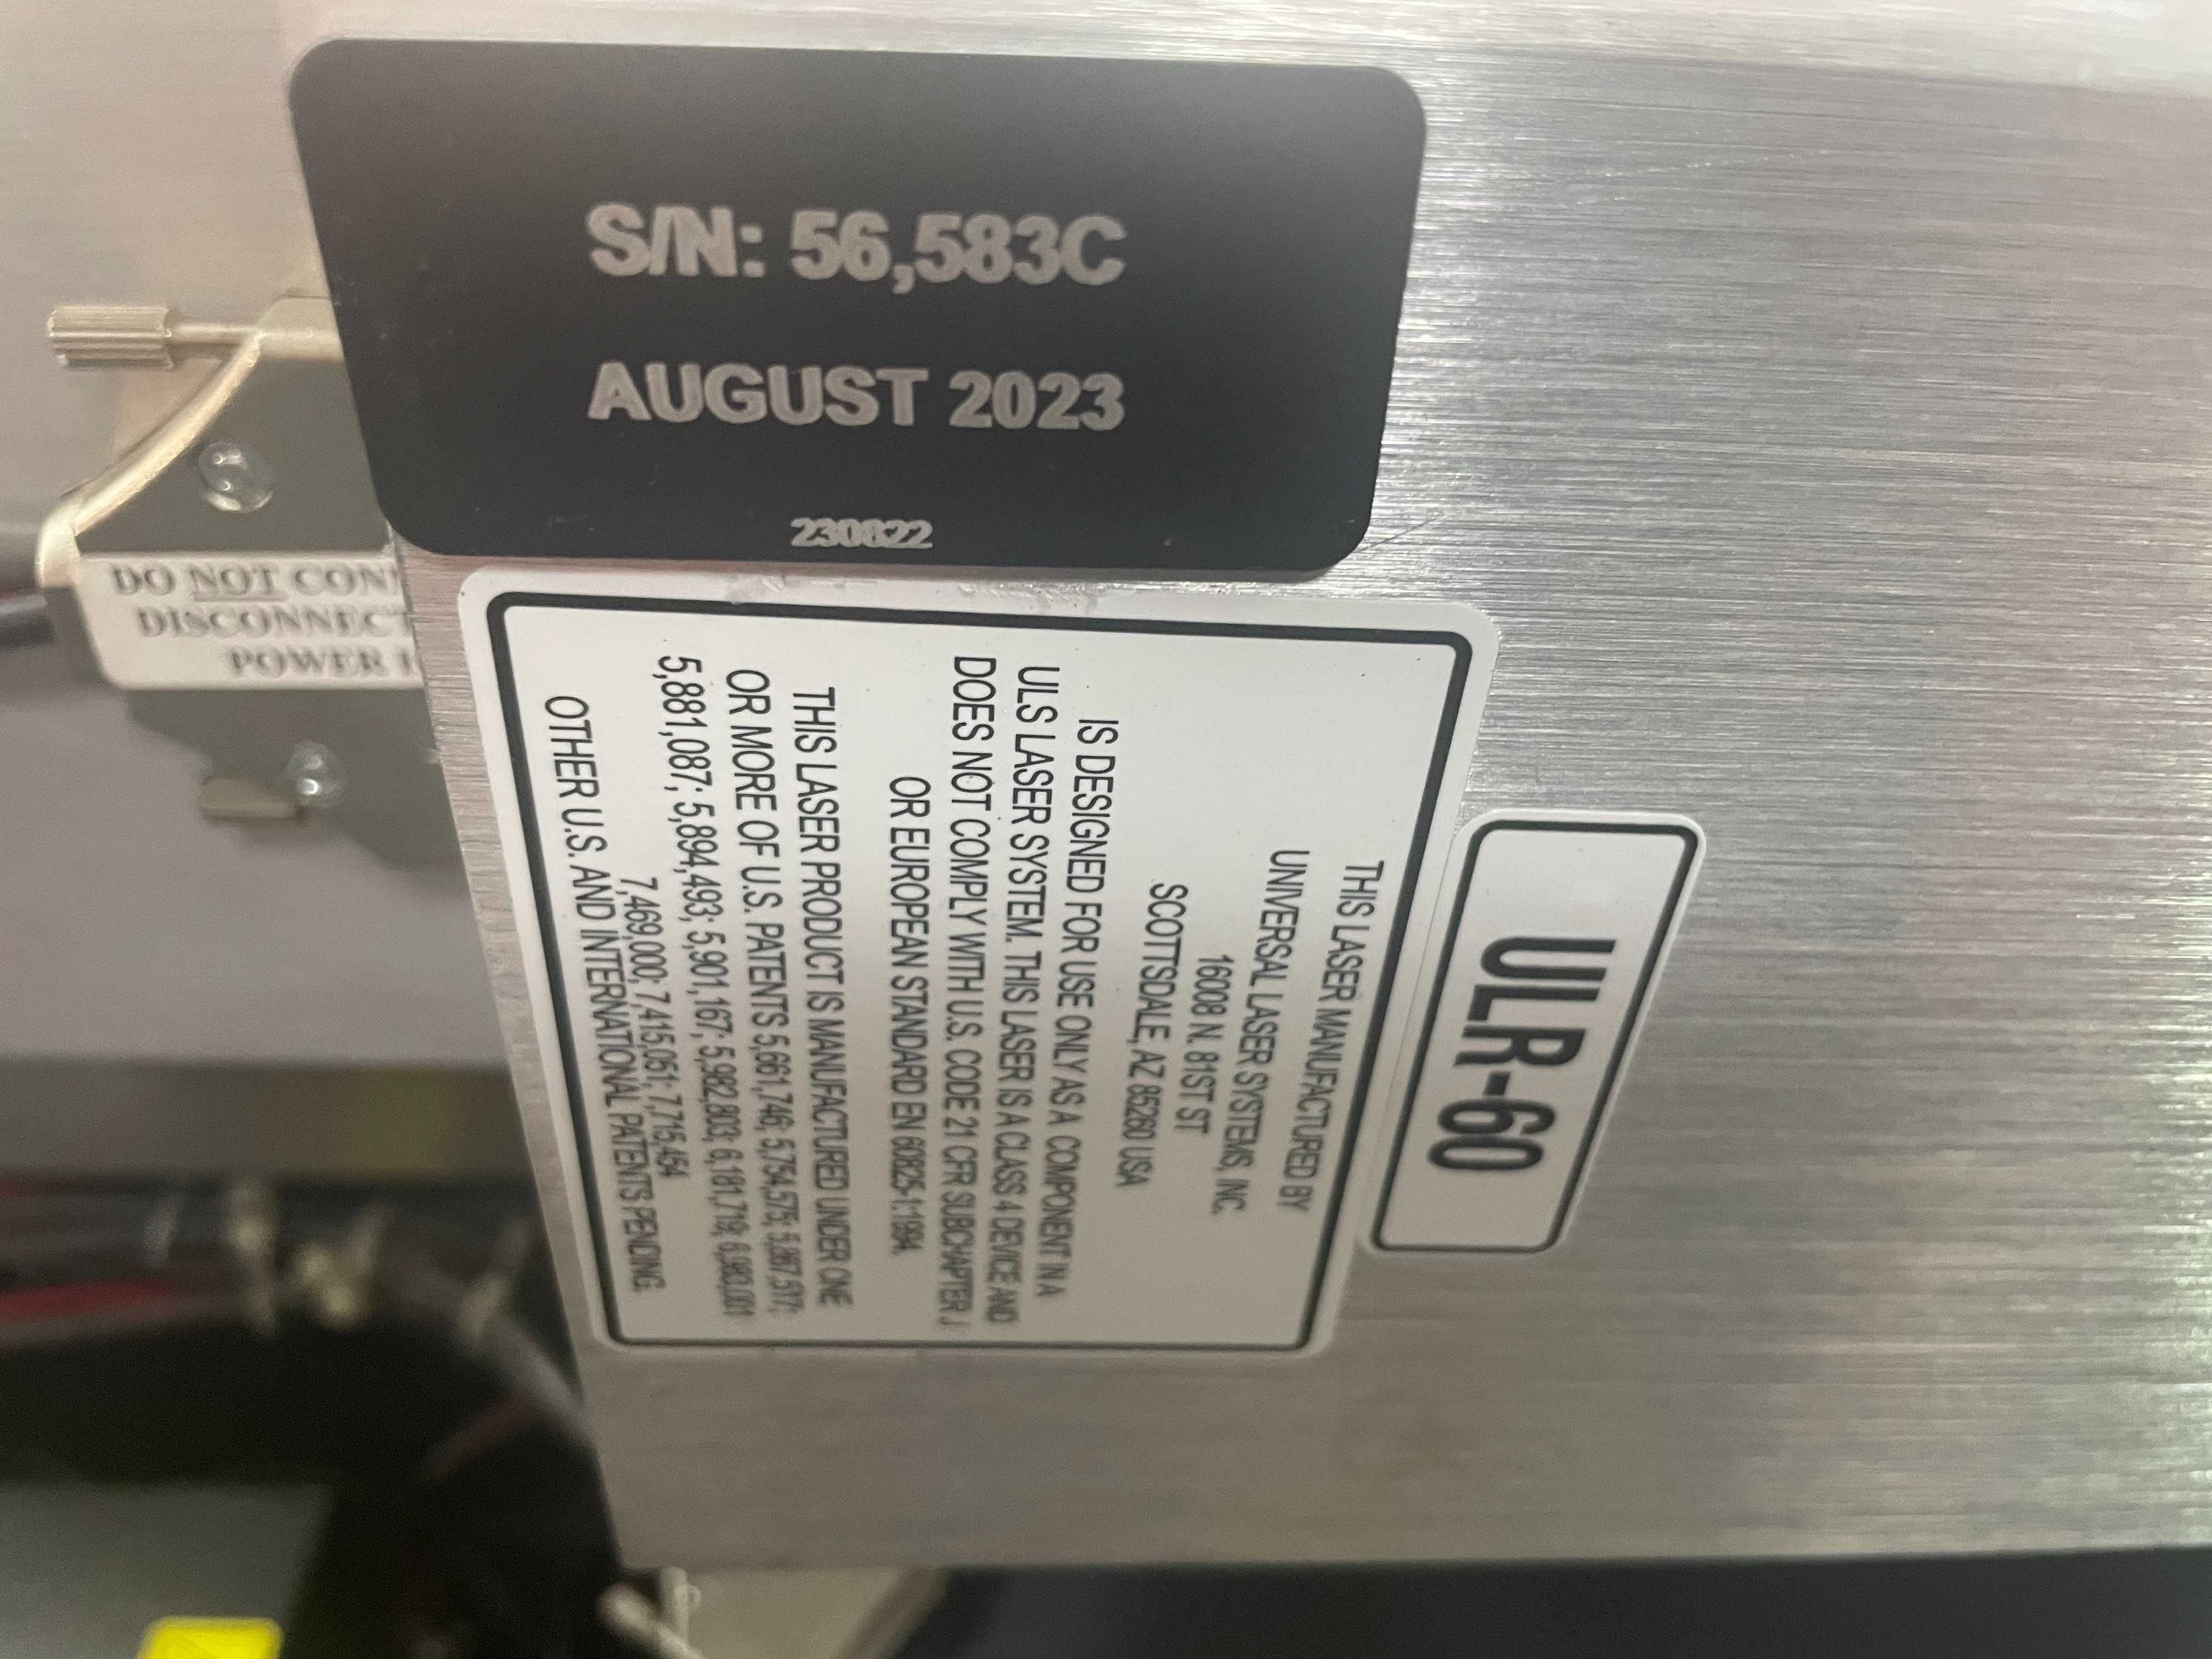 S/N: 56,583C
AUGUST 2023
230822
DO NOT
DISCONNECT
POWER
ULR-60
THIS LASER MANUFACTURED BY
UNIVERSAL LASER SYSTEMS, INC.
16008 N. 81ST ST
SCOTTSDALE, AZ 85260 USA
IS DESIGNED FOR USE ONLY AS A COMPONENT IN A
ULS LASER SYSTEM. THIS LASER IS A CLASS 4 DEVICE AND
DOES NOT COMPLY WITH U.S. CODE 21 CFR SUBCHAPTER J
OR EUROPEAN STANDARD EN 60825-1:1994.
THIS LASER PRODUCT IS MANUFACTURED UNDER ONE
OR MORE OF U.S. PATENTS 5,661,746; 5,754,575; 5,867,517;
5,881,087; 5,894,493; 5,901,167; 5,982,803; 6,181,719; 6,983,001
7,469,000; 7,415,051; 7,715,454
OTHER U.S. AND INTERNATIONAL PATENTS PENDING.